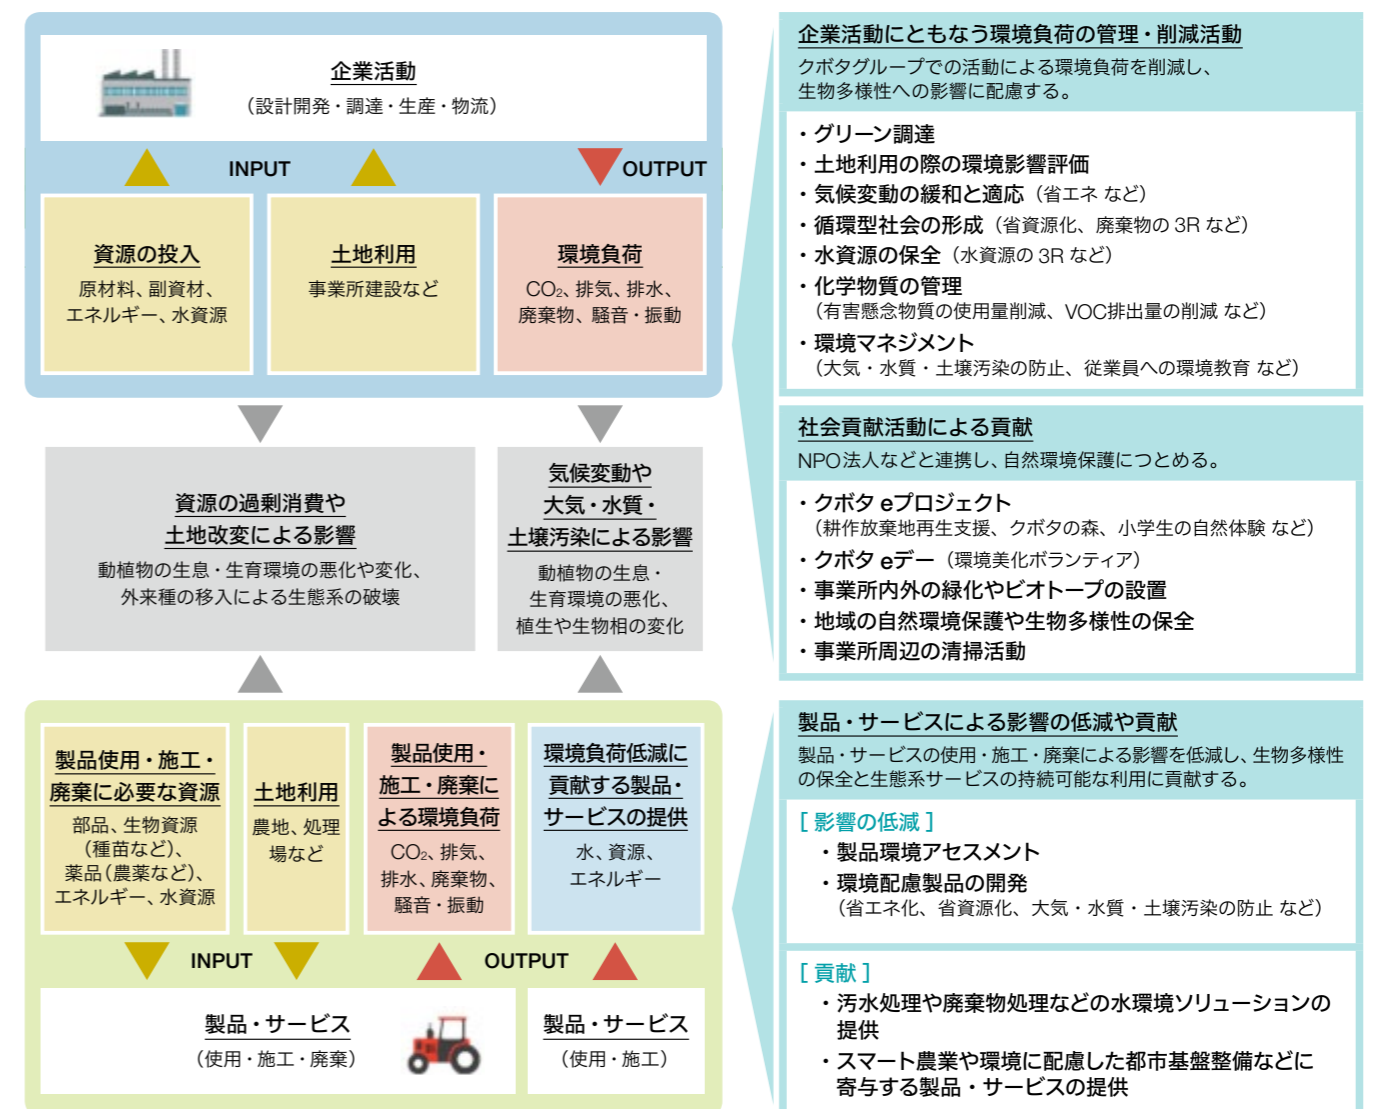 企業活動
（設計開発・調達・生産・物流）
INPUT
OUTPUT
資源の投入
原材料、副資材、
エネルギー、水資源
土地利用
事業所建設など
環境負荷
CO₂、排気、排水、
廃棄物、騒音・振動
資源の過剰消費や
土地改変による影響
動植物の生息・生育環境の悪化や変化、
外来種の移入による生態系の破壊
気候変動や
大気・水質・
土壌汚染による影響
動植物の生息・
生育環境の悪化、
植生や生物相の変化
製品使用・施工・
廃棄に必要な資源
部品、生物資源
（種苗など）、
薬品（農薬など）、
エネルギー、水資源
土地利用
農地、処理
場など
製品使用・
施工・廃棄に
よる環境負荷
CO₂、排気、
排水、廃棄物、
騒音・振動
環境負荷低減に
貢献する製品・
サービスの提供
水、資源、
エネルギー
INPUT
OUTPUT
製品・サービス
（使用・施工・廃棄）
製品・サービス
（使用・施工）
企業活動にともなう環境負荷の管理・削減活動
クボタグループでの活動による環境負荷を削減し、
生物多様性への影響に配慮する。
・グリーン調達
・土地利用の際の環境影響評価
・気候変動の緩和と適応（省エネ など）
・循環型社会の形成（省資源化、廃棄物の 3R など）
・水資源の保全（水資源の 3R など）
・化学物質の管理
（有害懸念物質の使用量削減、VOC排出量の削減 など）
・環境マネジメント
（大気・水質・土壌汚染の防止、従業員への環境教育 など）
社会貢献活動による貢献
NPO法人などと連携し、自然環境保護につとめる。
・クボタ eプロジェクト
（耕作放棄地再生支援、クボタの森、小学生の自然体験 など）
・クボタ eデー（環境美化ボランティア）
・事業所内外の緑化やビオトープの設置
・地域の自然環境保護や生物多様性の保全
・事業所周辺の清掃活動
製品・サービスによる影響の低減や貢献
製品・サービスの使用・施工・廃棄による影響を低減し、生物多様性
の保全と生態系サービスの持続可能な利用に貢献する。
［影響の低減］
・製品環境アセスメント
・環境配慮製品の開発
（省エネ化、省資源化、大気・水質・土壌汚染の防止 など）
［貢献］
・汚水処理や廃棄物処理などの水環境ソリューションの
提供
・スマート農業や環境に配慮した都市基盤整備などに
寄与する製品・サービスの提供